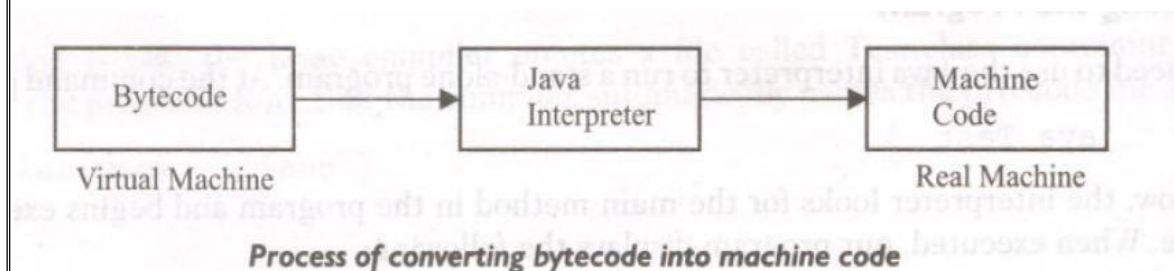 Bytecode
Java
Interpreter
Machine
Code
Virtual Machine
Real Machine
Process of converting bytecode into machine code